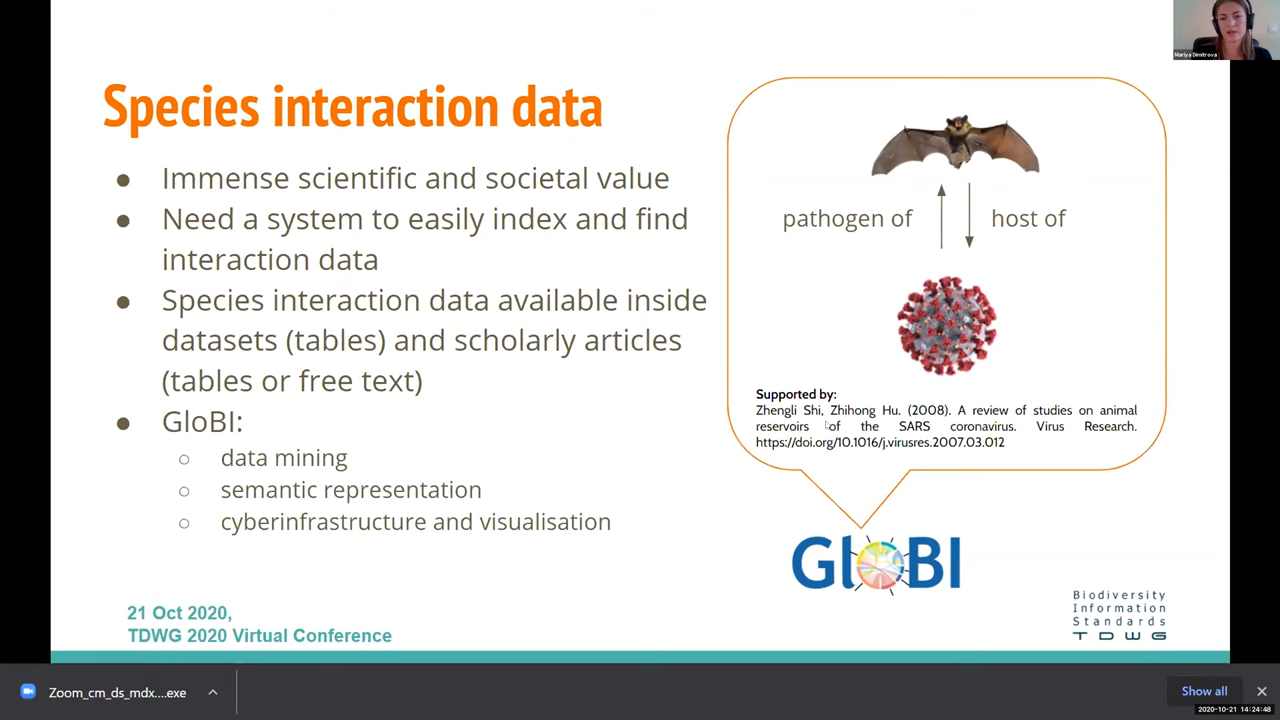 Mariya Dimitrova
Species interaction data
● Immense scientific and societal value
● Need a system to easily index and find
interaction data
● Species interaction data available inside
datasets (tables) and scholarly articles
(tables or free text)
● GloBI:
○ data mining
○ semantic representation
○ cyberinfrastructure and visualisation
pathogen of
host of
Supported by:
Zhengli Shi, Zhihong Hu. (2008). A review of studies on animal
reservoirs of the SARS coronavirus. Virus Research.
https://doi.org/10.1016/j.virusres.2007.03.012
GloBI
21 Oct 2020,
TDWG 2020 Virtual Conference
Biodiversity
Information
Standards
TDWG
Zoom_cm_ds_mdx....exe
Show all
2020-10-21 14:24:48